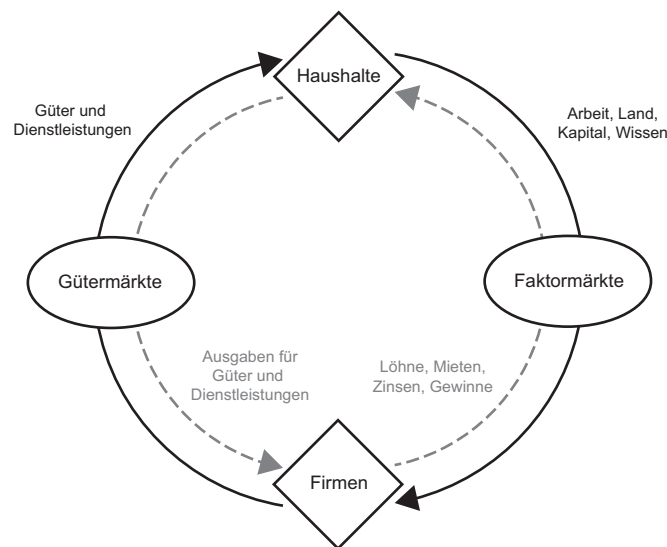 Haushalte
Güter und
Dienstleistungen
Arbeit, Land,
Kapital, Wissen
Gütermärkte
Faktormärkte
Ausgaben für
Güter und
Dienstleistungen
Löhne, Mieten,
Zinsen, Gewinne
Firmen